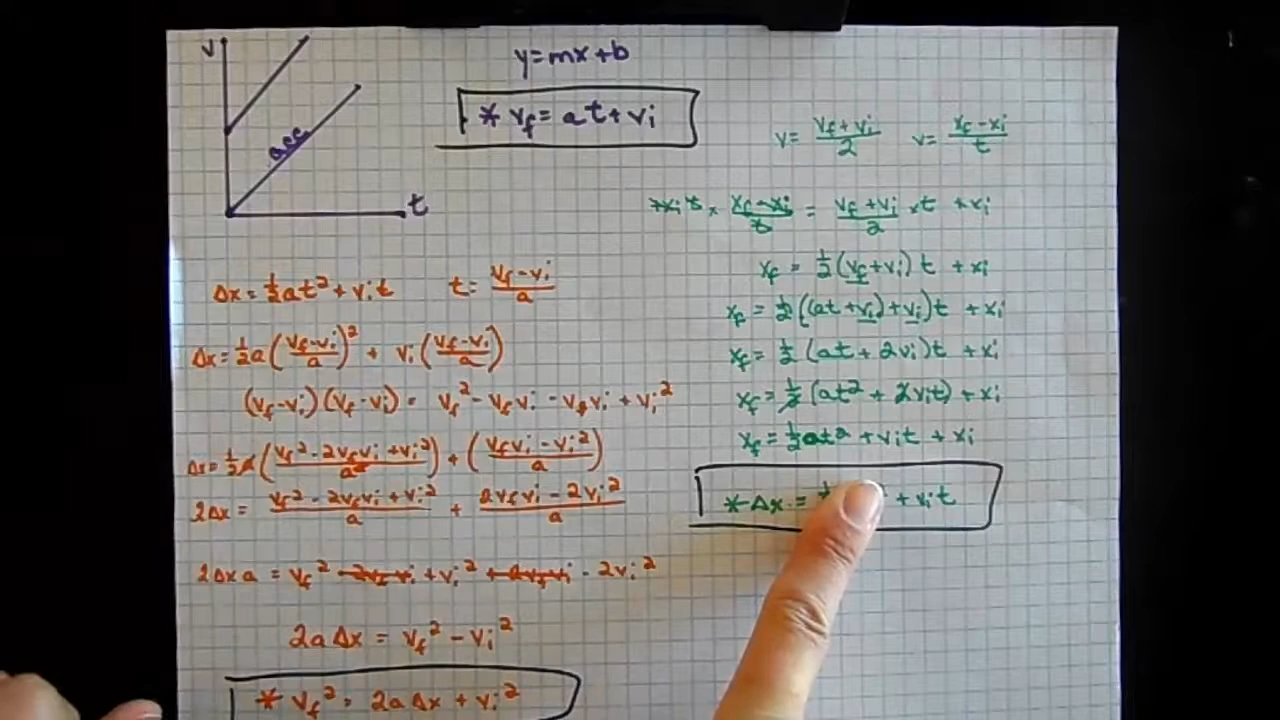 v
acc
t
y=mx+b
* vf = at + vi
v = (vf + vi)/2   v = (xf - xi)/t
+xi t × (xf - xi)/t = (vf + vi)/2 × t + xi
xf = ½(vf + vi) t + xi
xf = ½((at + vi) + vi)t + xi
xf = ½(at + 2vi)t + xi
xf = ½(at² + 2vit) + xi
xf = ½at² + vit + xi
* Δx = + vit
Δx = ½at² + vit   t = (vf - vi)/a
Δx = ½a((vf - vi)/a)² + vi((vf - vi)/a)
(vf - vi)(vf - vi) = vf² - vfvi - vfvi + vi²
Δx = ½a((vf² - 2vfvi + vi²)/a²) + ((vfvi - vi²)/a)
2Δx = (vf² - 2vfvi + vi²)/a + (2vfvi - 2vi²)/a
2Δxa = vf² - 2vfvi + vi² + 2vfvi - 2vi²
2aΔx = vf² - vi²
* vf² = 2aΔx + vi²